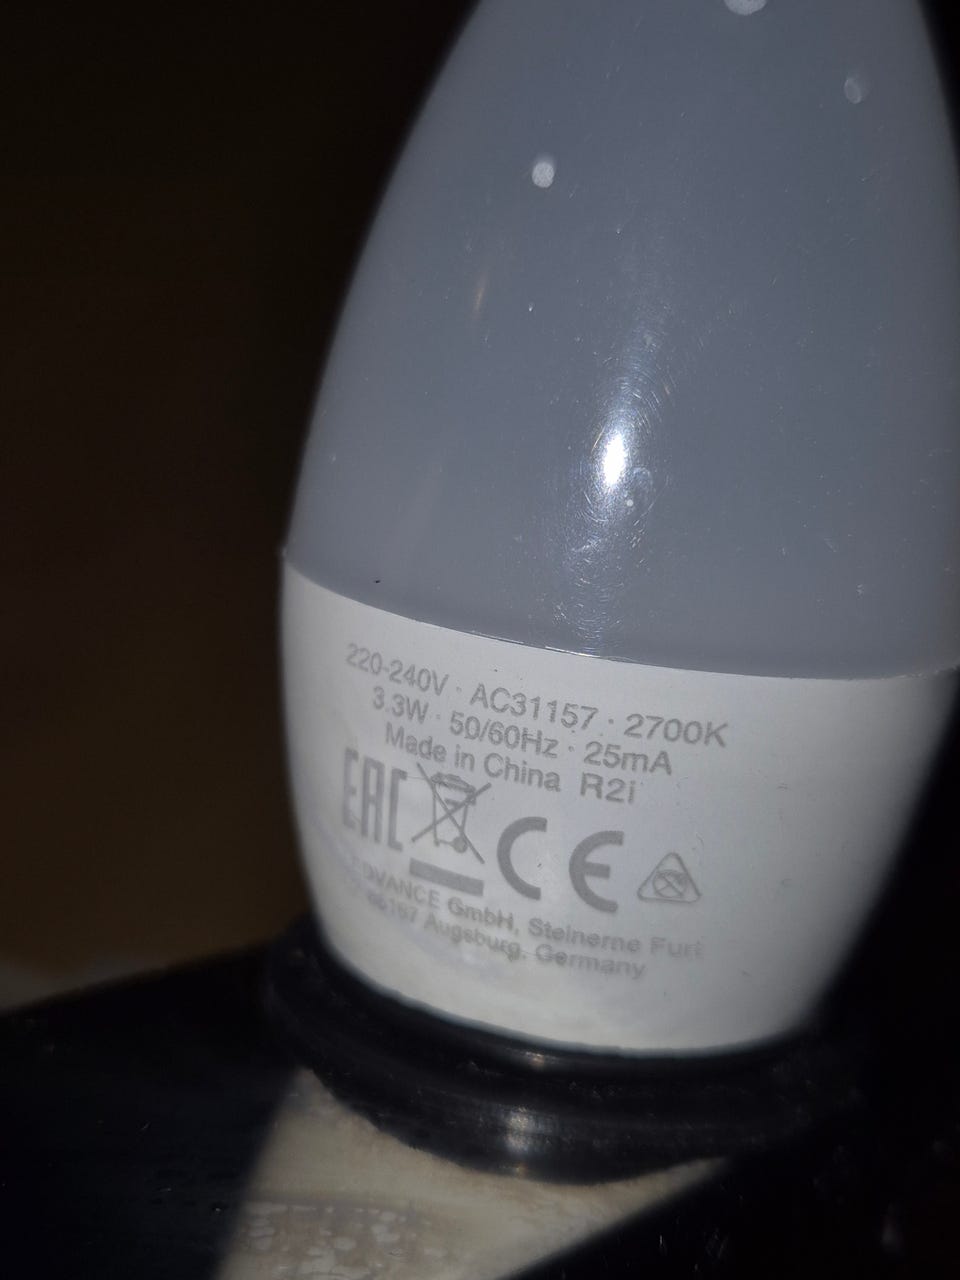 220-240V · AC31157 · 2700K
3.3W · 50/60Hz · 25mA
Made in China R2i
EAC CE
GmbH, Steinerne Furt
Augsburg, Germany